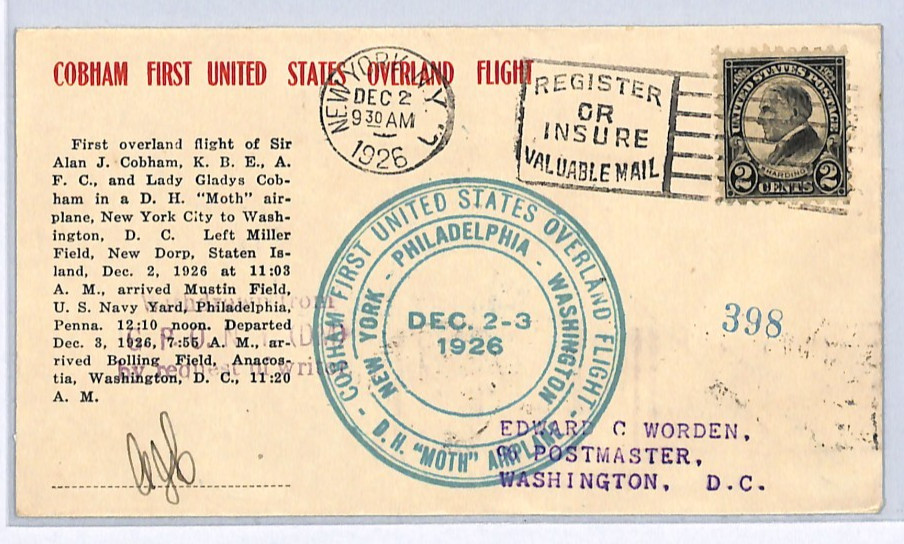 COBHAM FIRST UNITED STATES OVERLAND FLIGHT
First overland flight of Sir
Alan J. Cobham, K. B. E., A.
F. C., and Lady Gladys Cob-
ham in a D. H. "Moth" air-
plane, New York City to Wash-
ington, D. C. Left Miller
Field, New Dorp, Staten Is-
land, Dec. 2, 1926 at 11:03
A. M., arrived Mustin Field,
U. S. Navy Yard, Philadelphia,
Penna. 12:10 noon. Departed
Dec. 3, 1926, 7:55 A. M., ar-
rived Bolling Field, Anacos-
tia, Washington, D. C., 11:20
A. M.
from
by request of
NEW YORK, N.Y.
DEC 2
9 30 AM
1926
REGISTER
OR
INSURE
VALUABLE MAIL
UNITED STATES POSTAGE
HARDING
2 CENTS 2
COBHAM FIRST UNITED STATES OVERLAND FLIGHT -
D. H. "MOTH" AIRPLANE -
NEW YORK - PHILADELPHIA - WASHINGTON
DEC. 2-3
1926
398
EDWARD C WORDEN,
% POSTMASTER,
WASHINGTON, D.C.